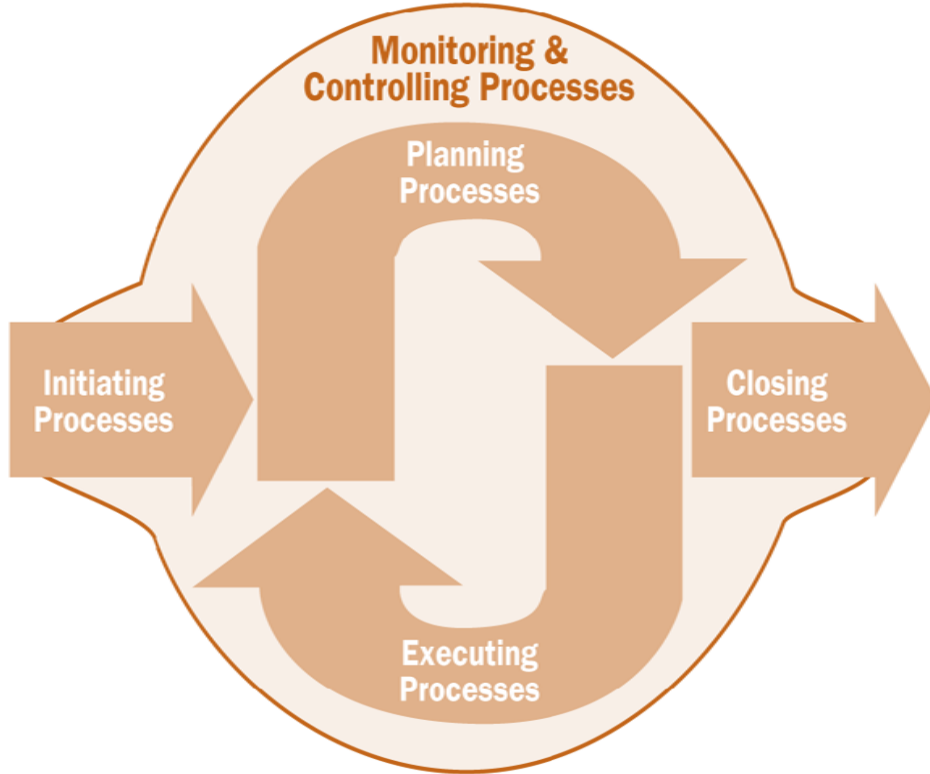 Monitoring &
Controlling Processes
Planning
Processes
Initiating
Processes
Closing
Processes
Executing
Processes